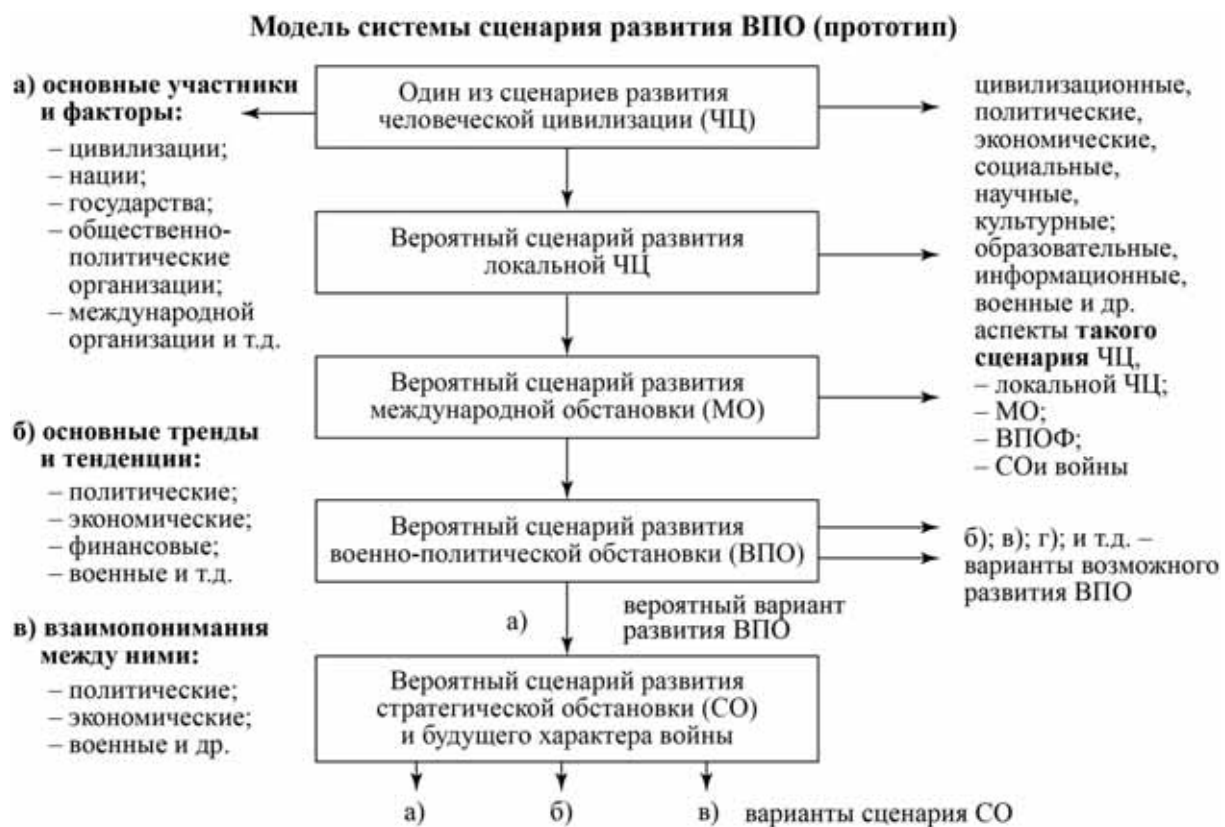 Модель системы сценария развития ВПО (прототип)
а) основные участники
и факторы:
– цивилизации;
– нации;
– государства;
– общественно-
политические
организации;
– международной
организации и т.д.
б) основные тренды
и тенденции:
– политические;
– экономические;
– финансовые;
– военные и т.д.
в) взаимопонимания
между ними:
– политические;
– экономические;
– военные и др.
Один из сценариев развития
человеческой цивилизации (ЧЦ)
Вероятный сценарий развития
локальной ЧЦ
Вероятный сценарий развития
международной обстановки (МО)
Вероятный сценарий развития
военно-политической обстановки (ВПО)
а)
вероятный вариант
развития ВПО
Вероятный сценарий развития
стратегической обстановки (СО)
и будущего характера войны
а) б) в) варианты сценария СО
цивилизационные,
политические,
экономические,
социальные,
научные,
культурные;
образовательные,
информационные,
военные и др.
аспекты такого
сценария ЧЦ,
– локальной ЧЦ;
– МО;
– ВПОФ;
– СОи войны
б); в); г); и т.д. –
варианты возможного
развития ВПО